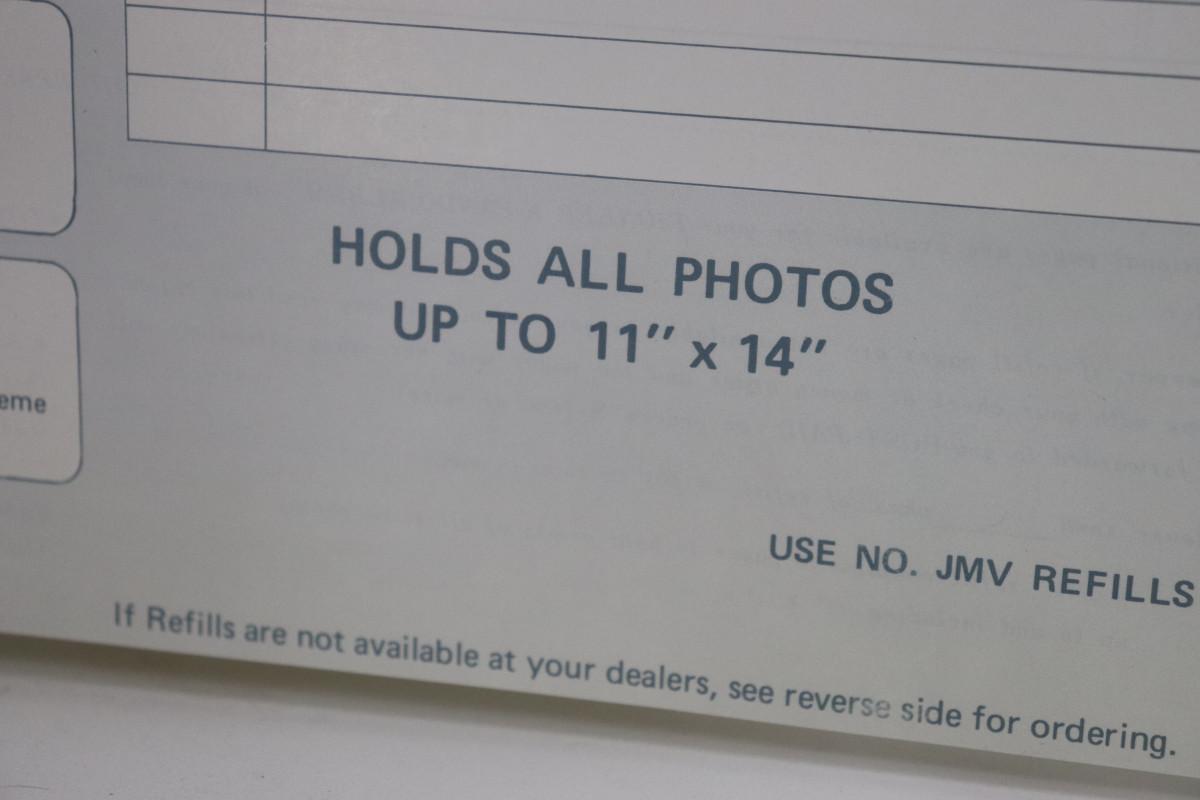 HOLDS ALL PHOTOS
UP TO 11" x 14"
eme
USE NO. JMV REFILLS
If Refills are not available at your dealers, see reverse side for ordering.